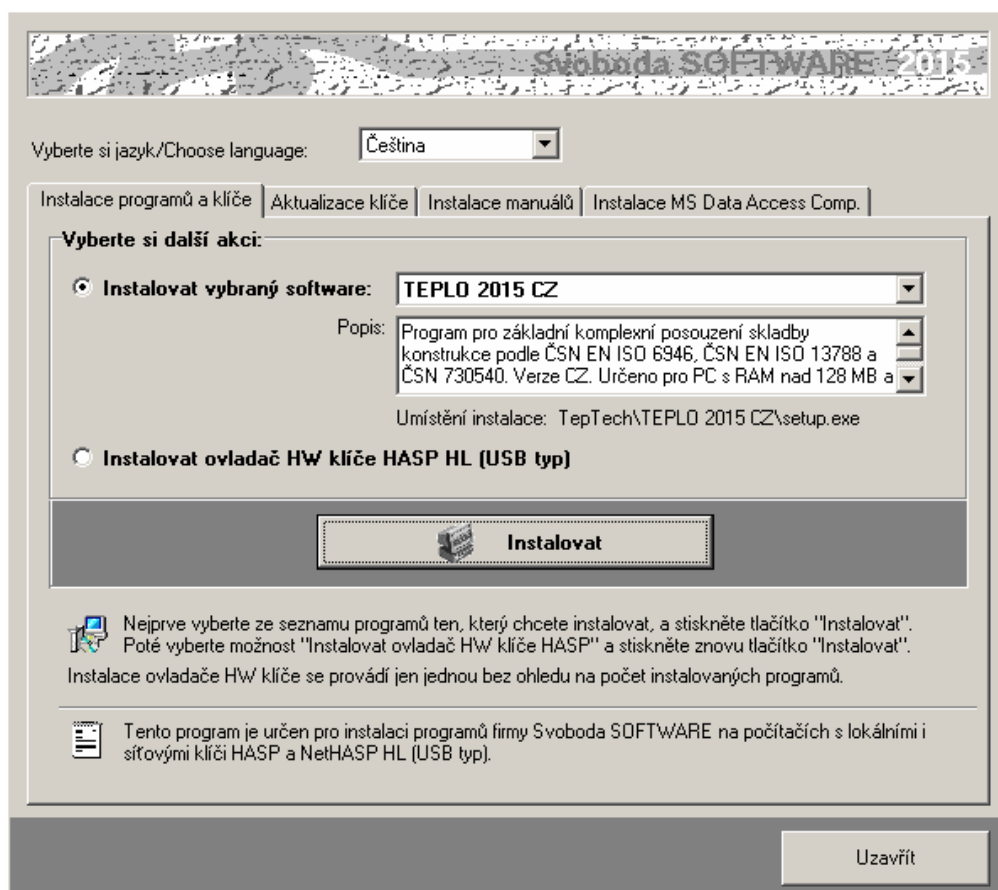 Svoboda SOFTWARE 2015
Vyberte si jazyk/Choose language: Čeština
Instalace programů a klíče Aktualizace klíče Instalace manuálů Instalace MS Data Access Comp.
Vyberte si další akci:
Instalovat vybraný software: TEPLO 2015 CZ
Popis: Program pro základní komplexní posouzení skladby
konstrukce podle ČSN EN ISO 6946, ČSN EN ISO 13788 a
ČSN 730540. Verze CZ. Určeno pro PC s RAM nad 128 MB a
Umístění instalace: TepTech\TEPLO 2015 CZ\setup.exe
Instalovat ovladač HW klíče HASP HL (USB typ)
Instalovat
Nejprve vyberte ze seznamu programů ten, který chcete instalovat, a stiskněte tlačítko "Instalovat".
Poté vyberte možnost "Instalovat ovladač HW klíče HASP" a stiskněte znovu tlačítko "Instalovat".
Instalace ovladače HW klíče se provádí jen jednou bez ohledu na počet instalovaných programů.
Tento program je určen pro instalaci programů firmy Svoboda SOFTWARE na počítačích s lokálními i
síťovými klíči HASP a NetHASP HL (USB typ).
Uzavřít